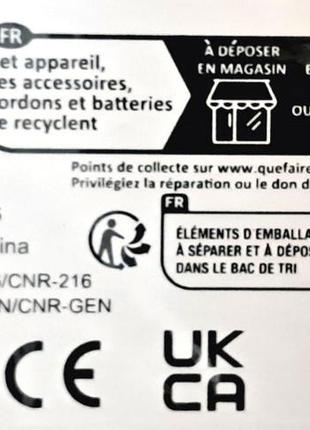 FR
et appareil,
es accessoires,
ordons et batteries
e recyclent
À DÉPOSER
EN MAGASIN
OU
Points de collecte sur www.quefaire
Privilégiez la réparation ou le don d
ina
/CNR-216
N/CNR-GEN
FR
ÉLÉMENTS D'EMBALLA
À SÉPARER ET À DÉPOS
DANS LE BAC DE TRI
CE
UK
CA